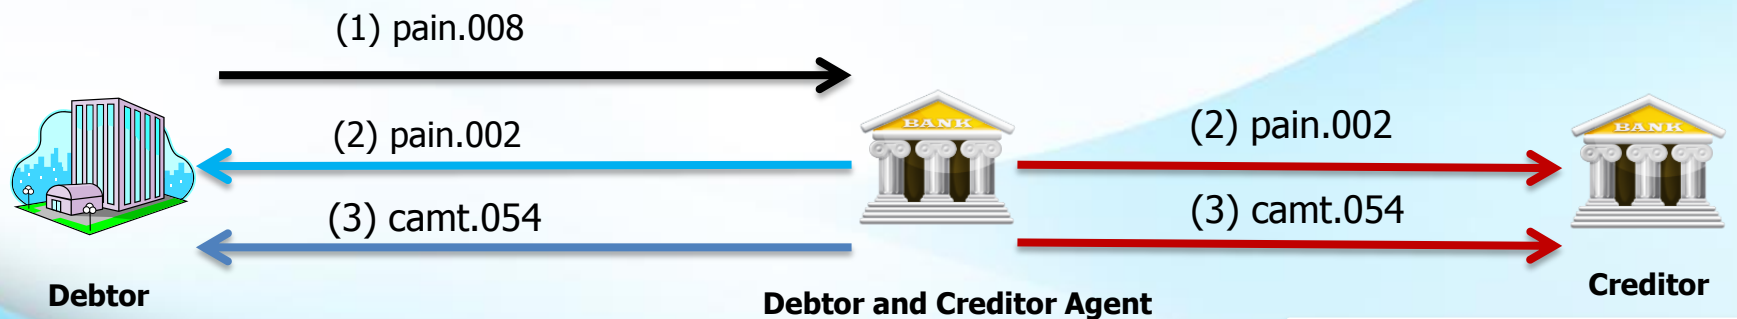 (1) pain.008
(2) pain.002
(2) pain.002
(3) camt.054
(3) camt.054
BANK
BANK
Debtor
Debtor and Creditor Agent
Creditor